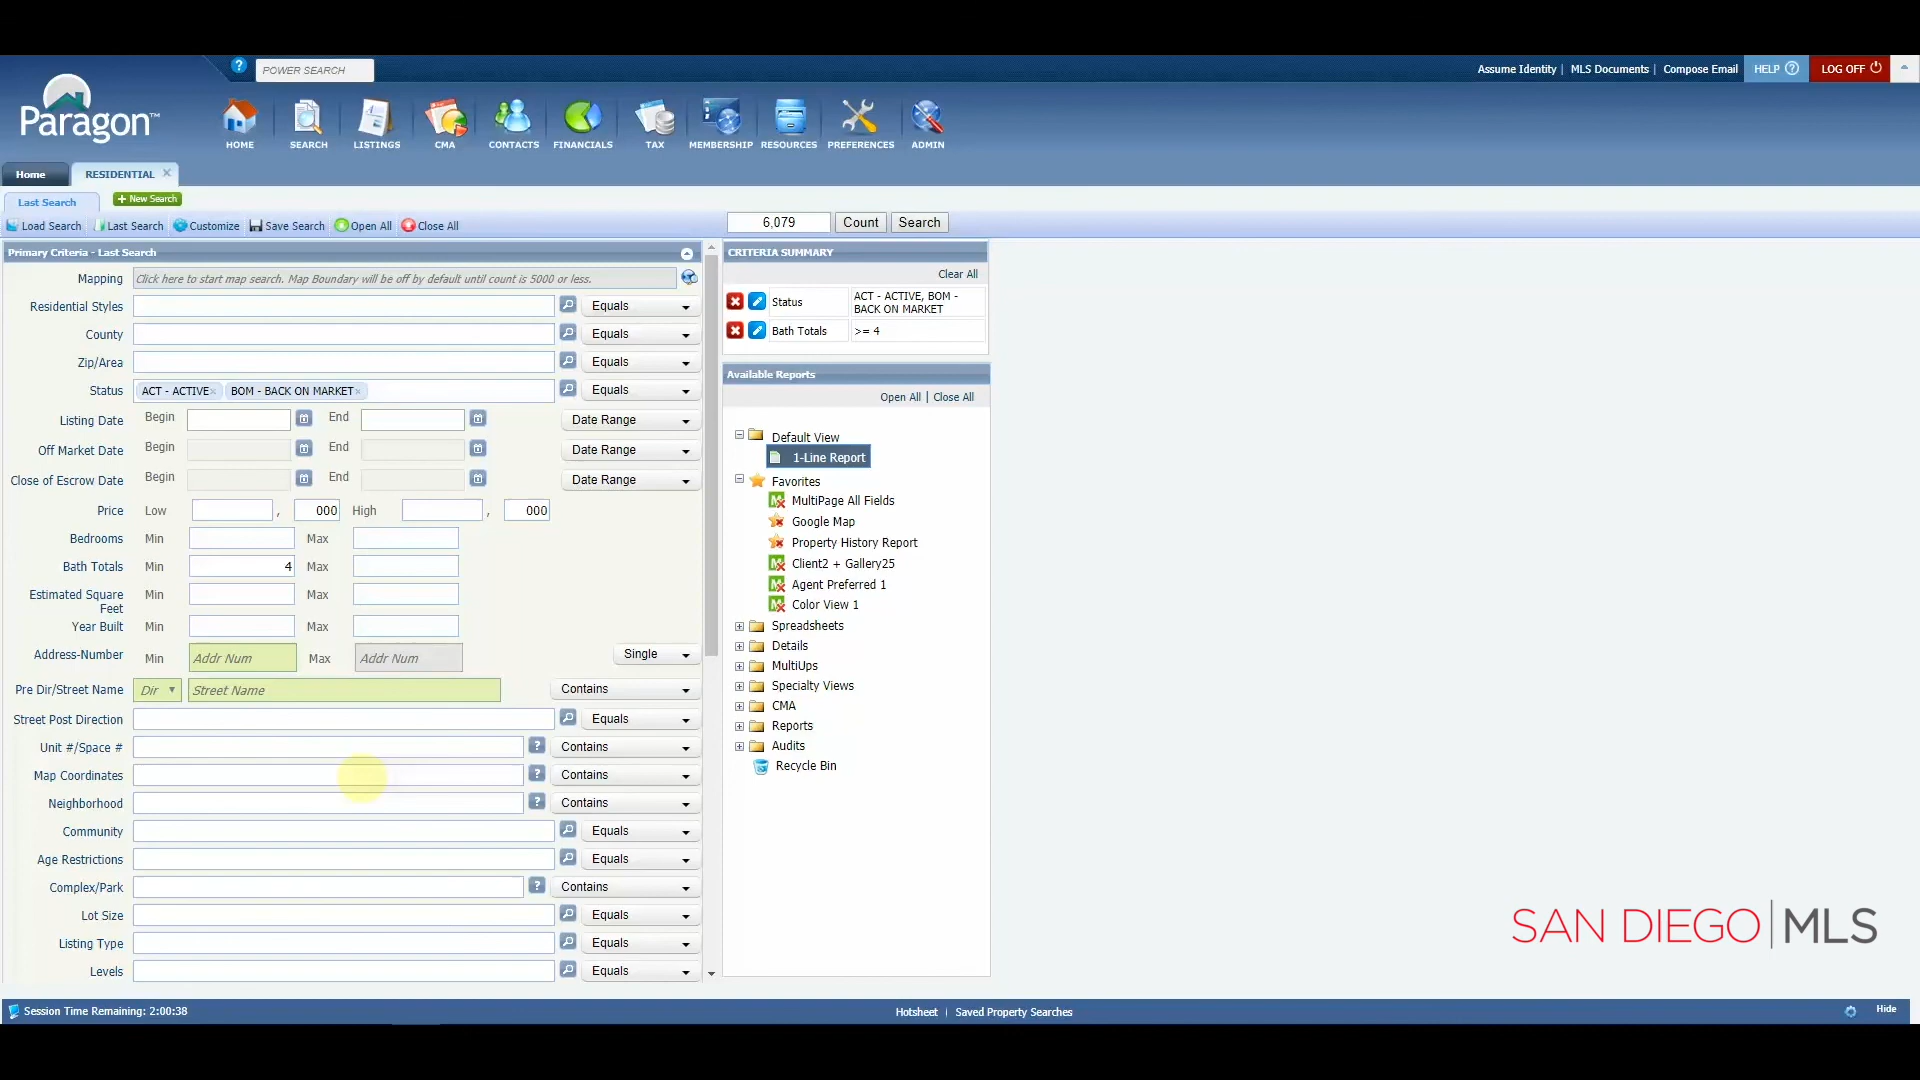 POWER SEARCH
Assume Identity | MLS Documents | Compose Email HELP ? LOG OFF
Paragon™
HOME SEARCH LISTINGS CMA CONTACTS FINANCIALS TAX MEMBERSHIP RESOURCES PREFERENCES ADMIN
Home RESIDENTIAL
Last Search + New Search
Load Search Last Search Customize Save Search Open All Close All
6,079 Count Search
Primary Criteria - Last Search
Mapping Click here to start map search. Map Boundary will be off by default until count is 5000 or less.
Residential Styles Equals
County Equals
Zip/Area Equals
Status ACT - ACTIVE× BOM - BACK ON MARKET× Equals
Listing Date Begin End Date Range
Off Market Date Begin End Date Range
Close of Escrow Date Begin End Date Range
Price Low , 000 High , 000
Bedrooms Min Max
Bath Totals Min 4 Max
Estimated Square
Feet Min Max
Year Built Min Max
Address-Number Min Addr Num Max Addr Num Single
Pre Dir/Street Name Dir Street Name Contains
Street Post Direction Equals
Unit #/Space # ? Contains
Map Coordinates ? Contains
Neighborhood ? Contains
Community Equals
Age Restrictions Equals
Complex/Park ? Contains
Lot Size Equals
Listing Type Equals
Levels Equals
CRITERIA SUMMARY
Clear All
Status ACT - ACTIVE, BOM -
BACK ON MARKET
Bath Totals >= 4
Available Reports
Open All | Close All
Default View
1-Line Report
Favorites
MultiPage All Fields
Google Map
Property History Report
Client2 + Gallery25
Agent Preferred 1
Color View 1
Spreadsheets
Details
MultiUps
Specialty Views
CMA
Reports
Audits
Recycle Bin
SAN DIEGO|MLS
Session Time Remaining: 2:00:38 Hotsheet | Saved Property Searches Hide